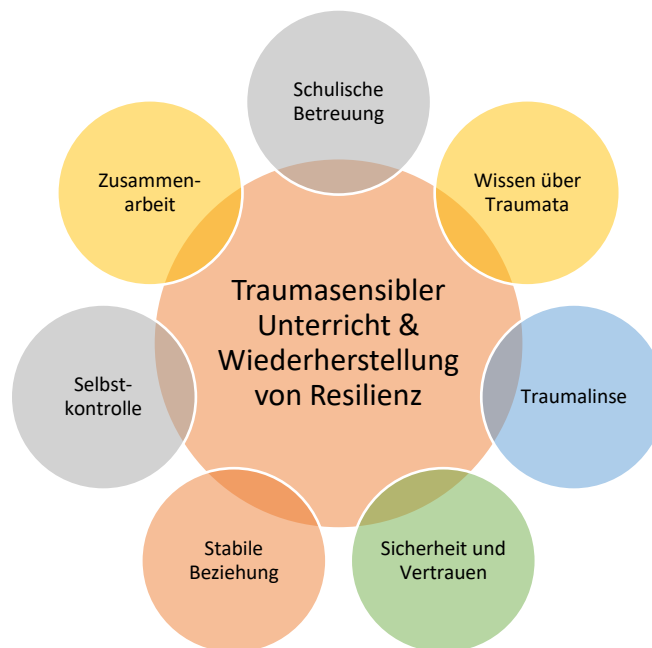 Schulische
Betreuung
Wissen über
Traumata
Traumalinse
Sicherheit und
Vertrauen
Stabile
Beziehung
Selbst-
kontrolle
Zusammen-
arbeit
Traumasensibler
Unterricht &
Wiederherstellung
von Resilienz